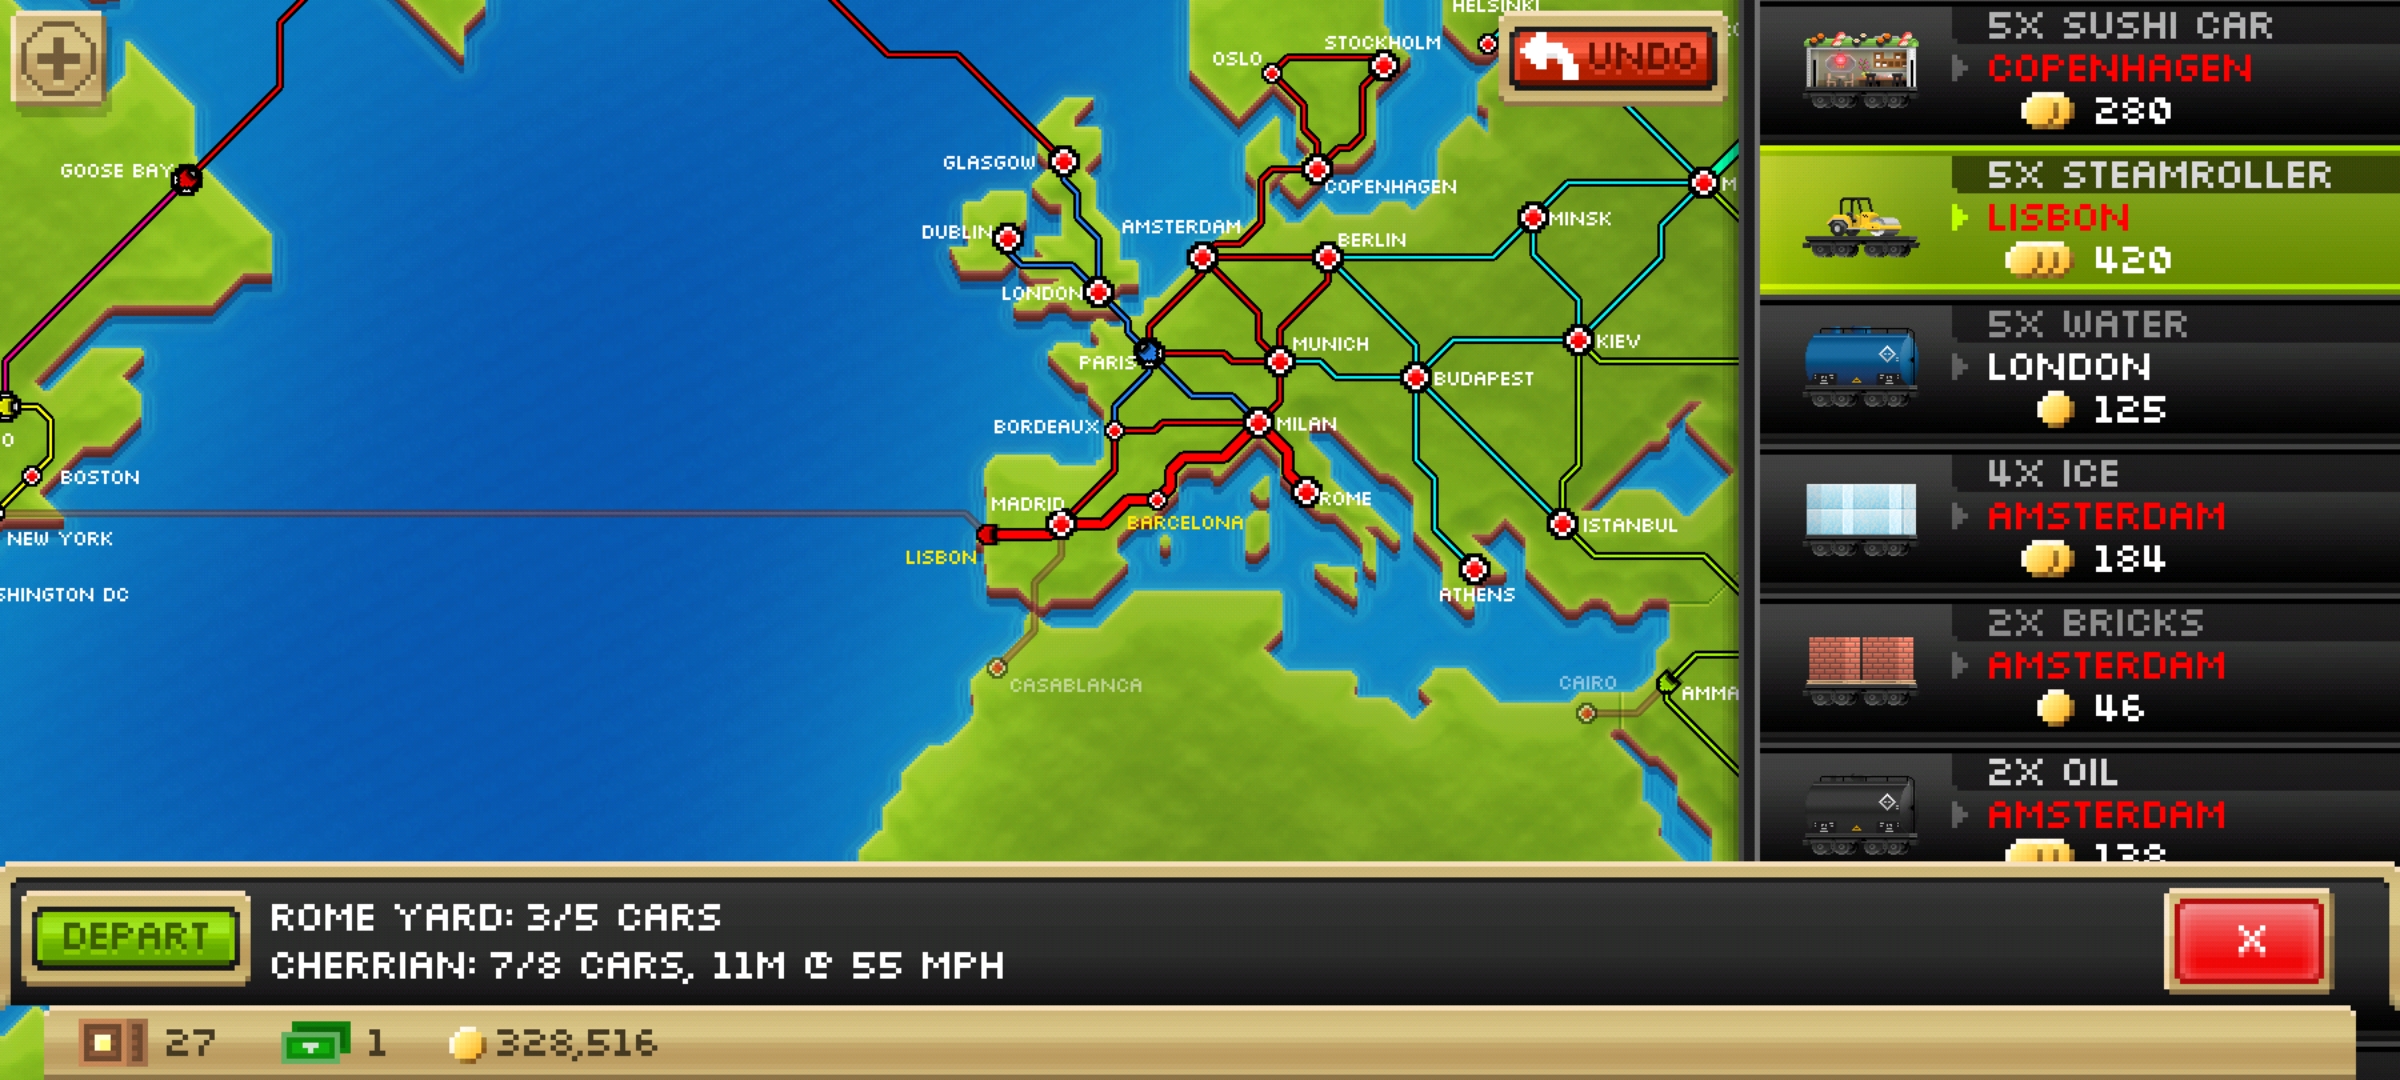 HELSINKI
STOCKHOLM
OSLO
UNDO
GOOSE BAY
GLASGOW
COPENHAGEN
DUBLIN
AMSTERDAM
BERLIN
MINSK
LONDON
PARIS
MUNICH
KIEV
BUDAPEST
BORDEAUX
MILAN
BOSTON
MADRID
BARCELONA
ROME
ISTANBUL
NEW YORK
LISBON
SHINGTON DC
ATHENS
CASABLANCA
CAIRO
AMMA
5X SUSHI CAR
COPENHAGEN
280
5X STEAMROLLER
LISBON
420
5X WATER
LONDON
125
4X ICE
AMSTERDAM
184
2X BRICKS
AMSTERDAM
46
2X OIL
AMSTERDAM
138
DEPART
ROME YARD: 3/5 CARS
CHERRIAN: 7/8 CARS, 11M @ 55 MPH
X
27
1
328,516